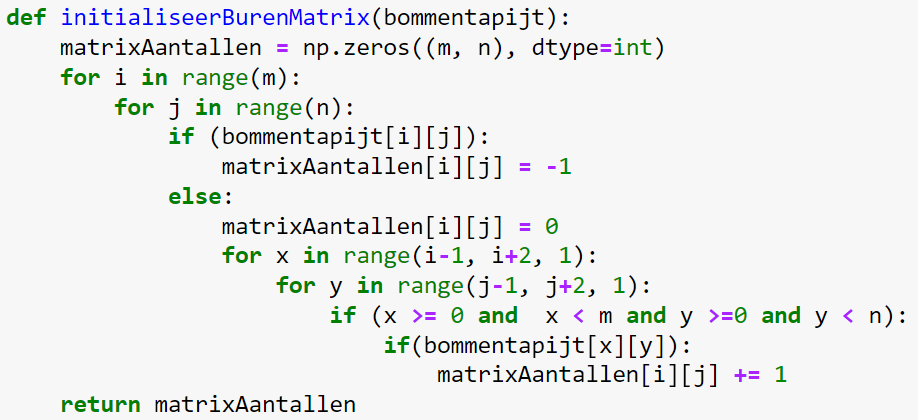 def initialiseerBurenMatrix(bommentapijt):
    matrixAantallen = np.zeros((m, n), dtype=int)
    for i in range(m):
        for j in range(n):
            if (bommentapijt[i][j]):
                matrixAantallen[i][j] = -1
            else:
                matrixAantallen[i][j] = 0
                for x in range(i-1, i+2, 1):
                    for y in range(j-1, j+2, 1):
                        if (x >= 0 and  x < m and y >=0 and y < n):
                            if(bommentapijt[x][y]):
                                matrixAantallen[i][j] += 1
    return matrixAantallen